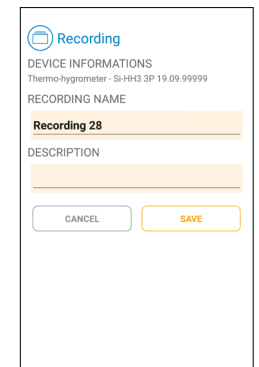 Recording
DEVICE INFORMATIONS
Thermo-hygrometer - Si-HH3 3P 19.09.99999
RECORDING NAME
Recording 28
DESCRIPTION
CANCEL
SAVE